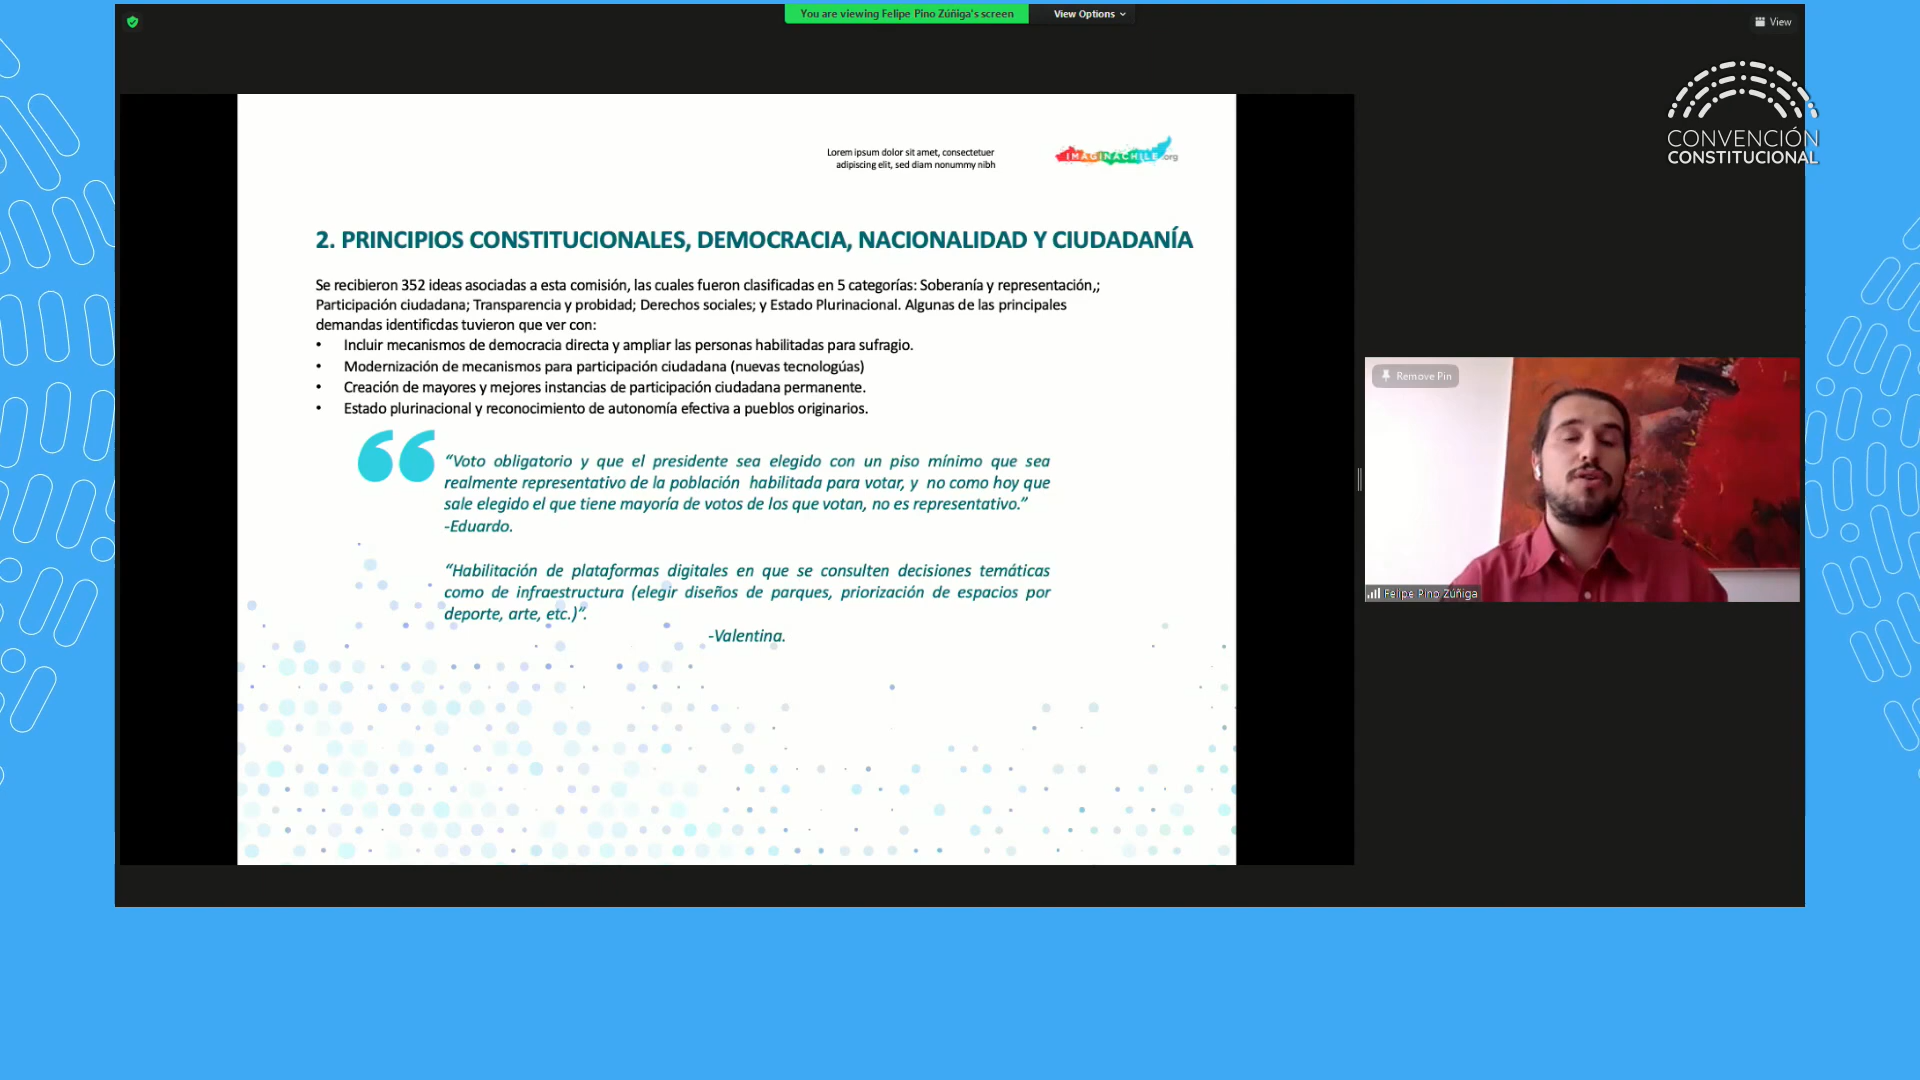 You are viewing Felipe Pino Zúñiga's screen
View Options
View
CONVENCIÓN
CONSTITUCIONAL
Lorem ipsum dolor sit amet, consectetuer
adipiscing elit, sed diam nonummy nibh
IMAGINACHILE.org
2. PRINCIPIOS CONSTITUCIONALES, DEMOCRACIA, NACIONALIDAD Y CIUDADANÍA
Se recibieron 352 ideas asociadas a esta comisión, las cuales fueron clasificadas en 5 categorías: Soberanía y representación,;
Participación ciudadana; Transparencia y probidad; Derechos sociales; y Estado Plurinacional. Algunas de las principales
demandas identificdas tuvieron que ver con:
• Incluir mecanismos de democracia directa y ampliar las personas habilitadas para sufragio.
• Modernización de mecanismos para participación ciudadana (nuevas tecnologúas)
• Creación de mayores y mejores instancias de participación ciudadana permanente.
• Estado plurinacional y reconocimiento de autonomía efectiva a pueblos originarios.
“Voto obligatorio y que el presidente sea elegido con un piso mínimo que sea
realmente representativo de la población habilitada para votar, y no como hoy que
sale elegido el que tiene mayoría de votos de los que votan, no es representativo.”
-Eduardo.
“Habilitación de plataformas digitales en que se consulten decisiones temáticas
como de infraestructura (elegir diseños de parques, priorización de espacios por
deporte, arte, etc.)”.
-Valentina.
Remove Pin
Felipe Pino Zúñiga